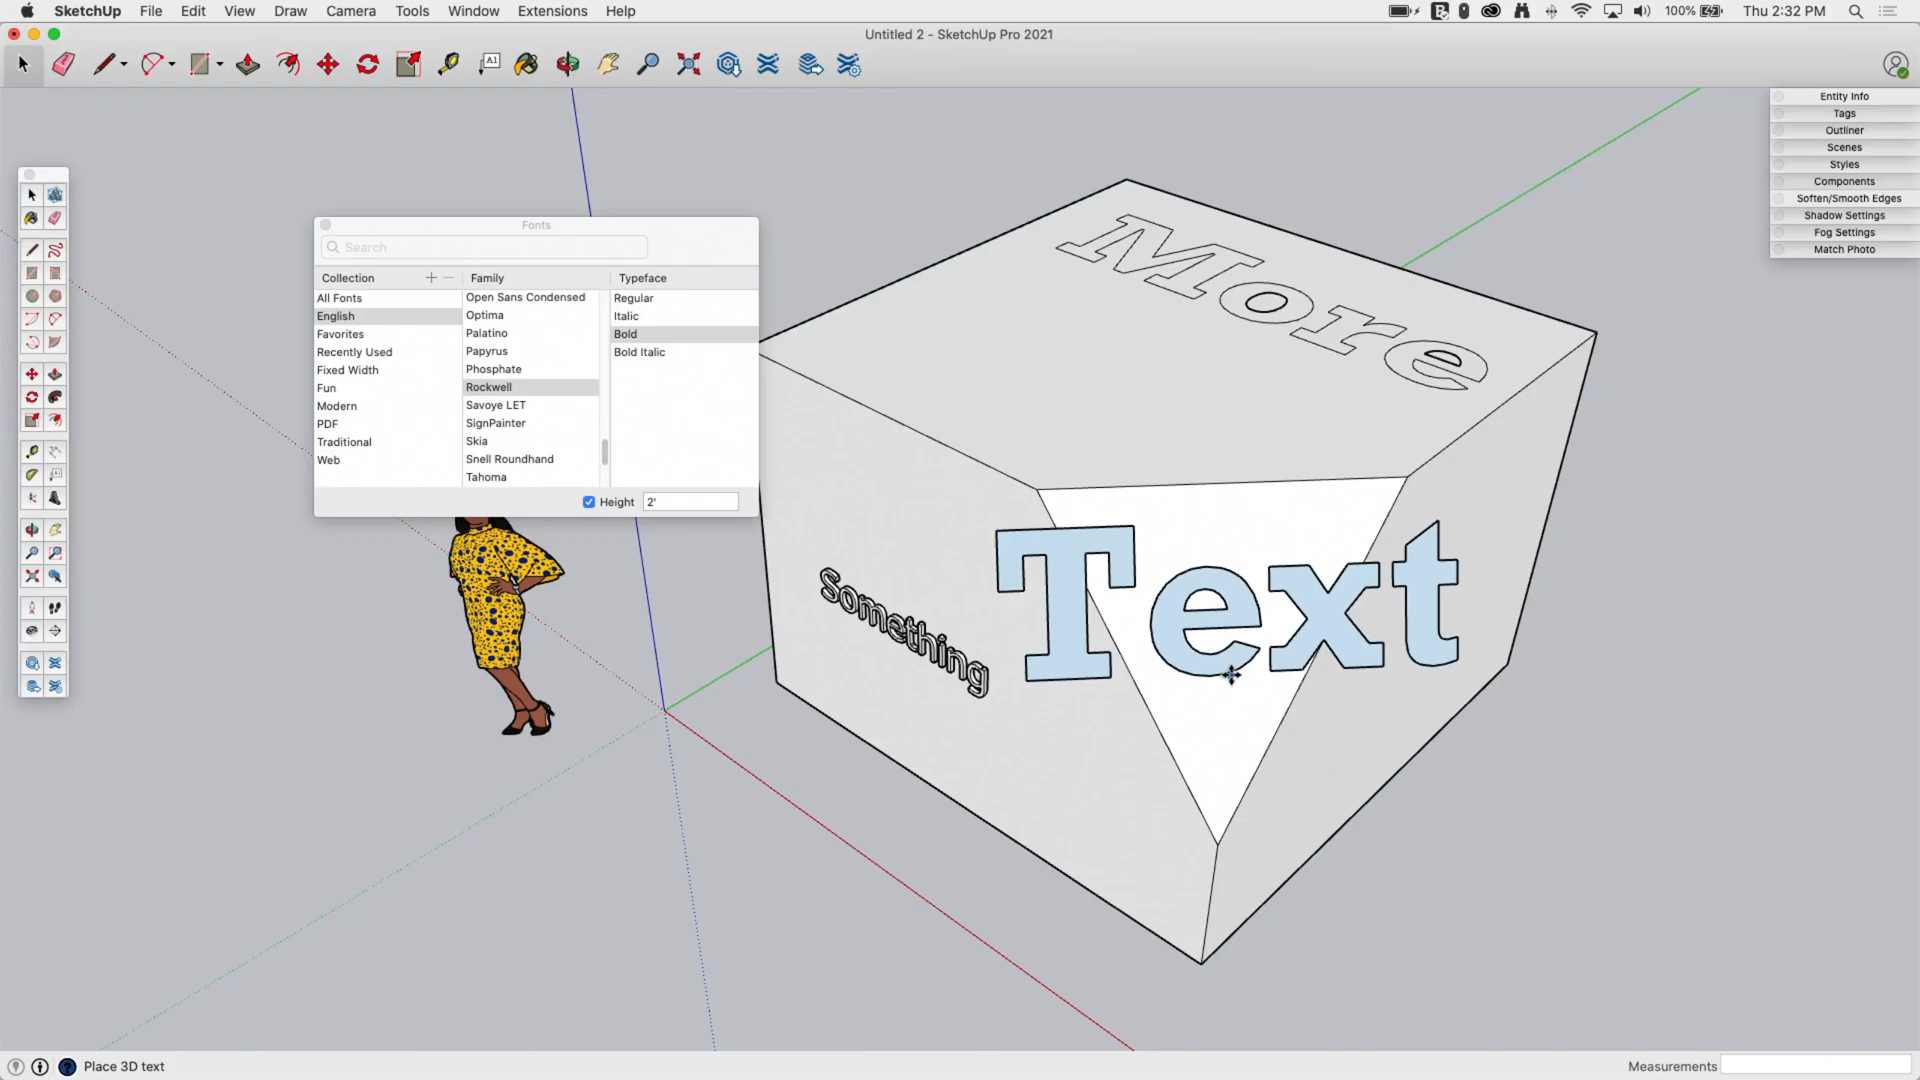 SketchUp File Edit View Draw Camera Tools Window Extensions Help 100% Thu 2:32 PM
Untitled 2 - SketchUp Pro 2021
A1
Entity Info
Tags
Outliner
Scenes
Styles
Components
Soften/Smooth Edges
Shadow Settings
Fog Settings
Match Photo
Fonts
Search
Collection Family Typeface
All Fonts
English
Favorites
Recently Used
Fixed Width
Fun
Modern
PDF
Traditional
Web
Open Sans Condensed
Optima
Palatino
Papyrus
Phosphate
Rockwell
Savoye LET
SignPainter
Skia
Snell Roundhand
Tahoma
Regular
Italic
Bold
Bold Italic
Height 2'
More
Something
Text
Place 3D text
Measurements